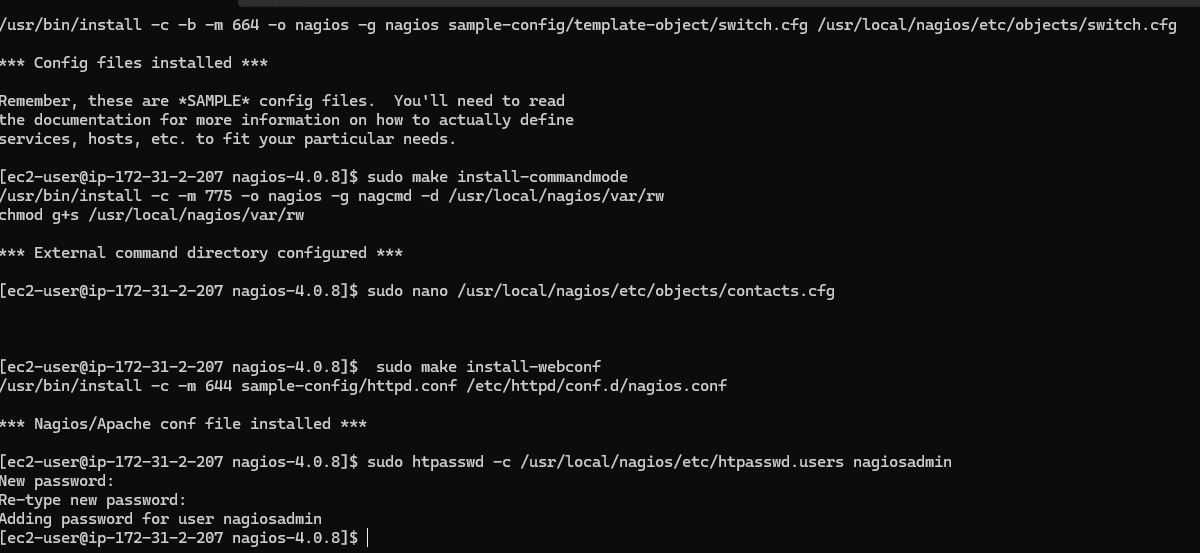 /usr/bin/install -c -b -m 664 -o nagios -g nagios sample-config/template-object/switch.cfg /usr/local/nagios/etc/objects/switch.cfg
*** Config files installed ***
Remember, these are *SAMPLE* config files.  You'll need to read
the documentation for more information on how to actually define
services, hosts, etc. to fit your particular needs.
[ec2-user@ip-172-31-2-207 nagios-4.0.8]$ sudo make install-commandmode
/usr/bin/install -c -m 775 -o nagios -g nagcmd -d /usr/local/nagios/var/rw
chmod g+s /usr/local/nagios/var/rw
*** External command directory configured ***
[ec2-user@ip-172-31-2-207 nagios-4.0.8]$ sudo nano /usr/local/nagios/etc/objects/contacts.cfg
[ec2-user@ip-172-31-2-207 nagios-4.0.8]$  sudo make install-webconf
/usr/bin/install -c -m 644 sample-config/httpd.conf /etc/httpd/conf.d/nagios.conf
*** Nagios/Apache conf file installed ***
[ec2-user@ip-172-31-2-207 nagios-4.0.8]$ sudo htpasswd -c /usr/local/nagios/etc/htpasswd.users nagiosadmin
New password:
Re-type new password:
Adding password for user nagiosadmin
[ec2-user@ip-172-31-2-207 nagios-4.0.8]$